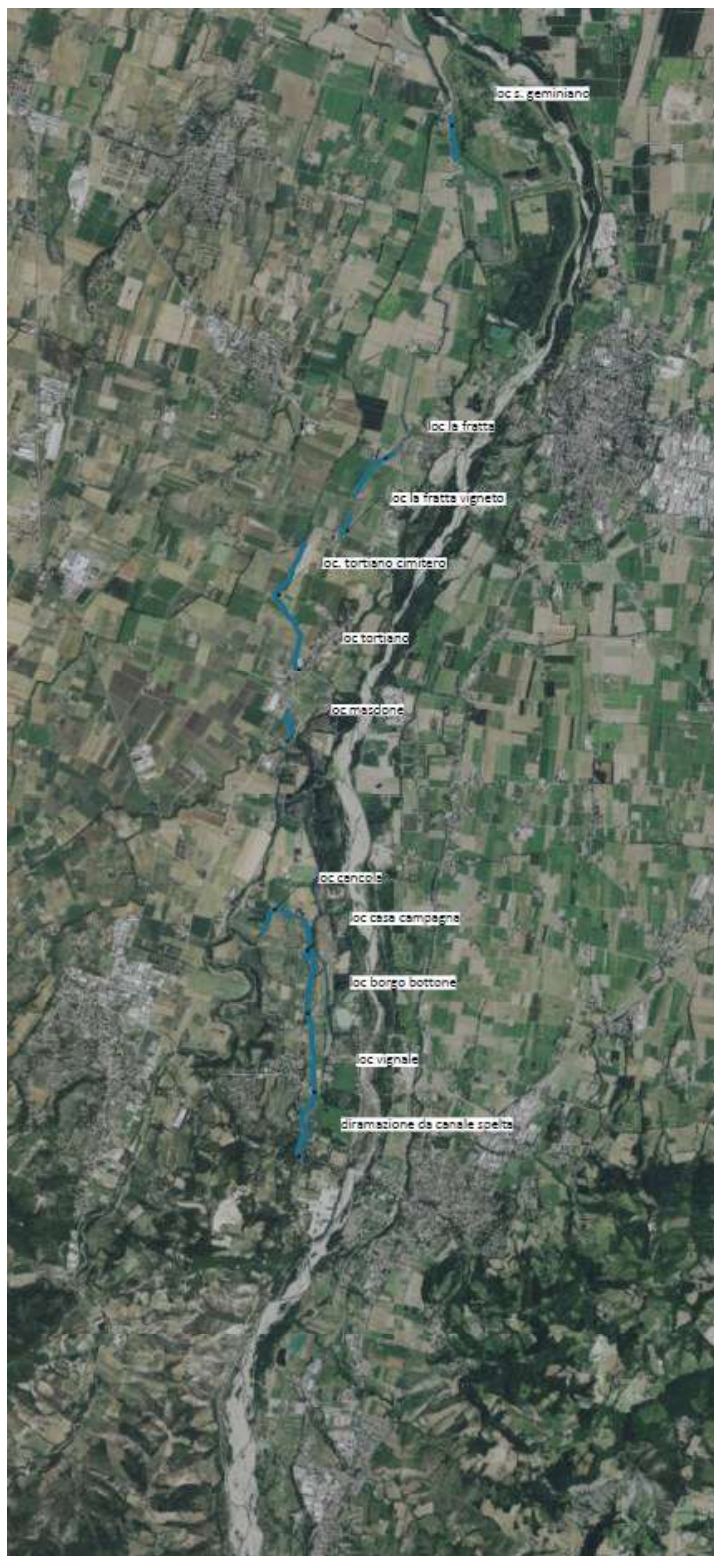 loc s. geminiano
loc la fratta
loc la fratta vigneto
loc. tortiano cimitero
loc tortiano
loc masdone
loc cancola
loc casa campagna
loc borgo bottone
loc vignale
diramazione da canale spelta